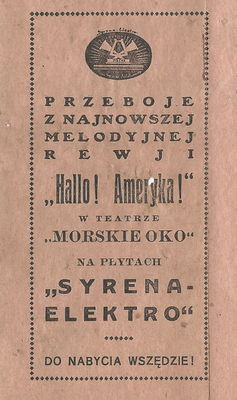 PRZEBOJE
Z NAJNOWSZEJ
MELODYJNEJ
REWJI
„Hallo! Ameryka!"
W TEATRZE
„MORSKIE OKO"
NA PŁYTACH
„SYRENA-
ELEKTRO"
DO NABYCIA WSZĘDZIE!